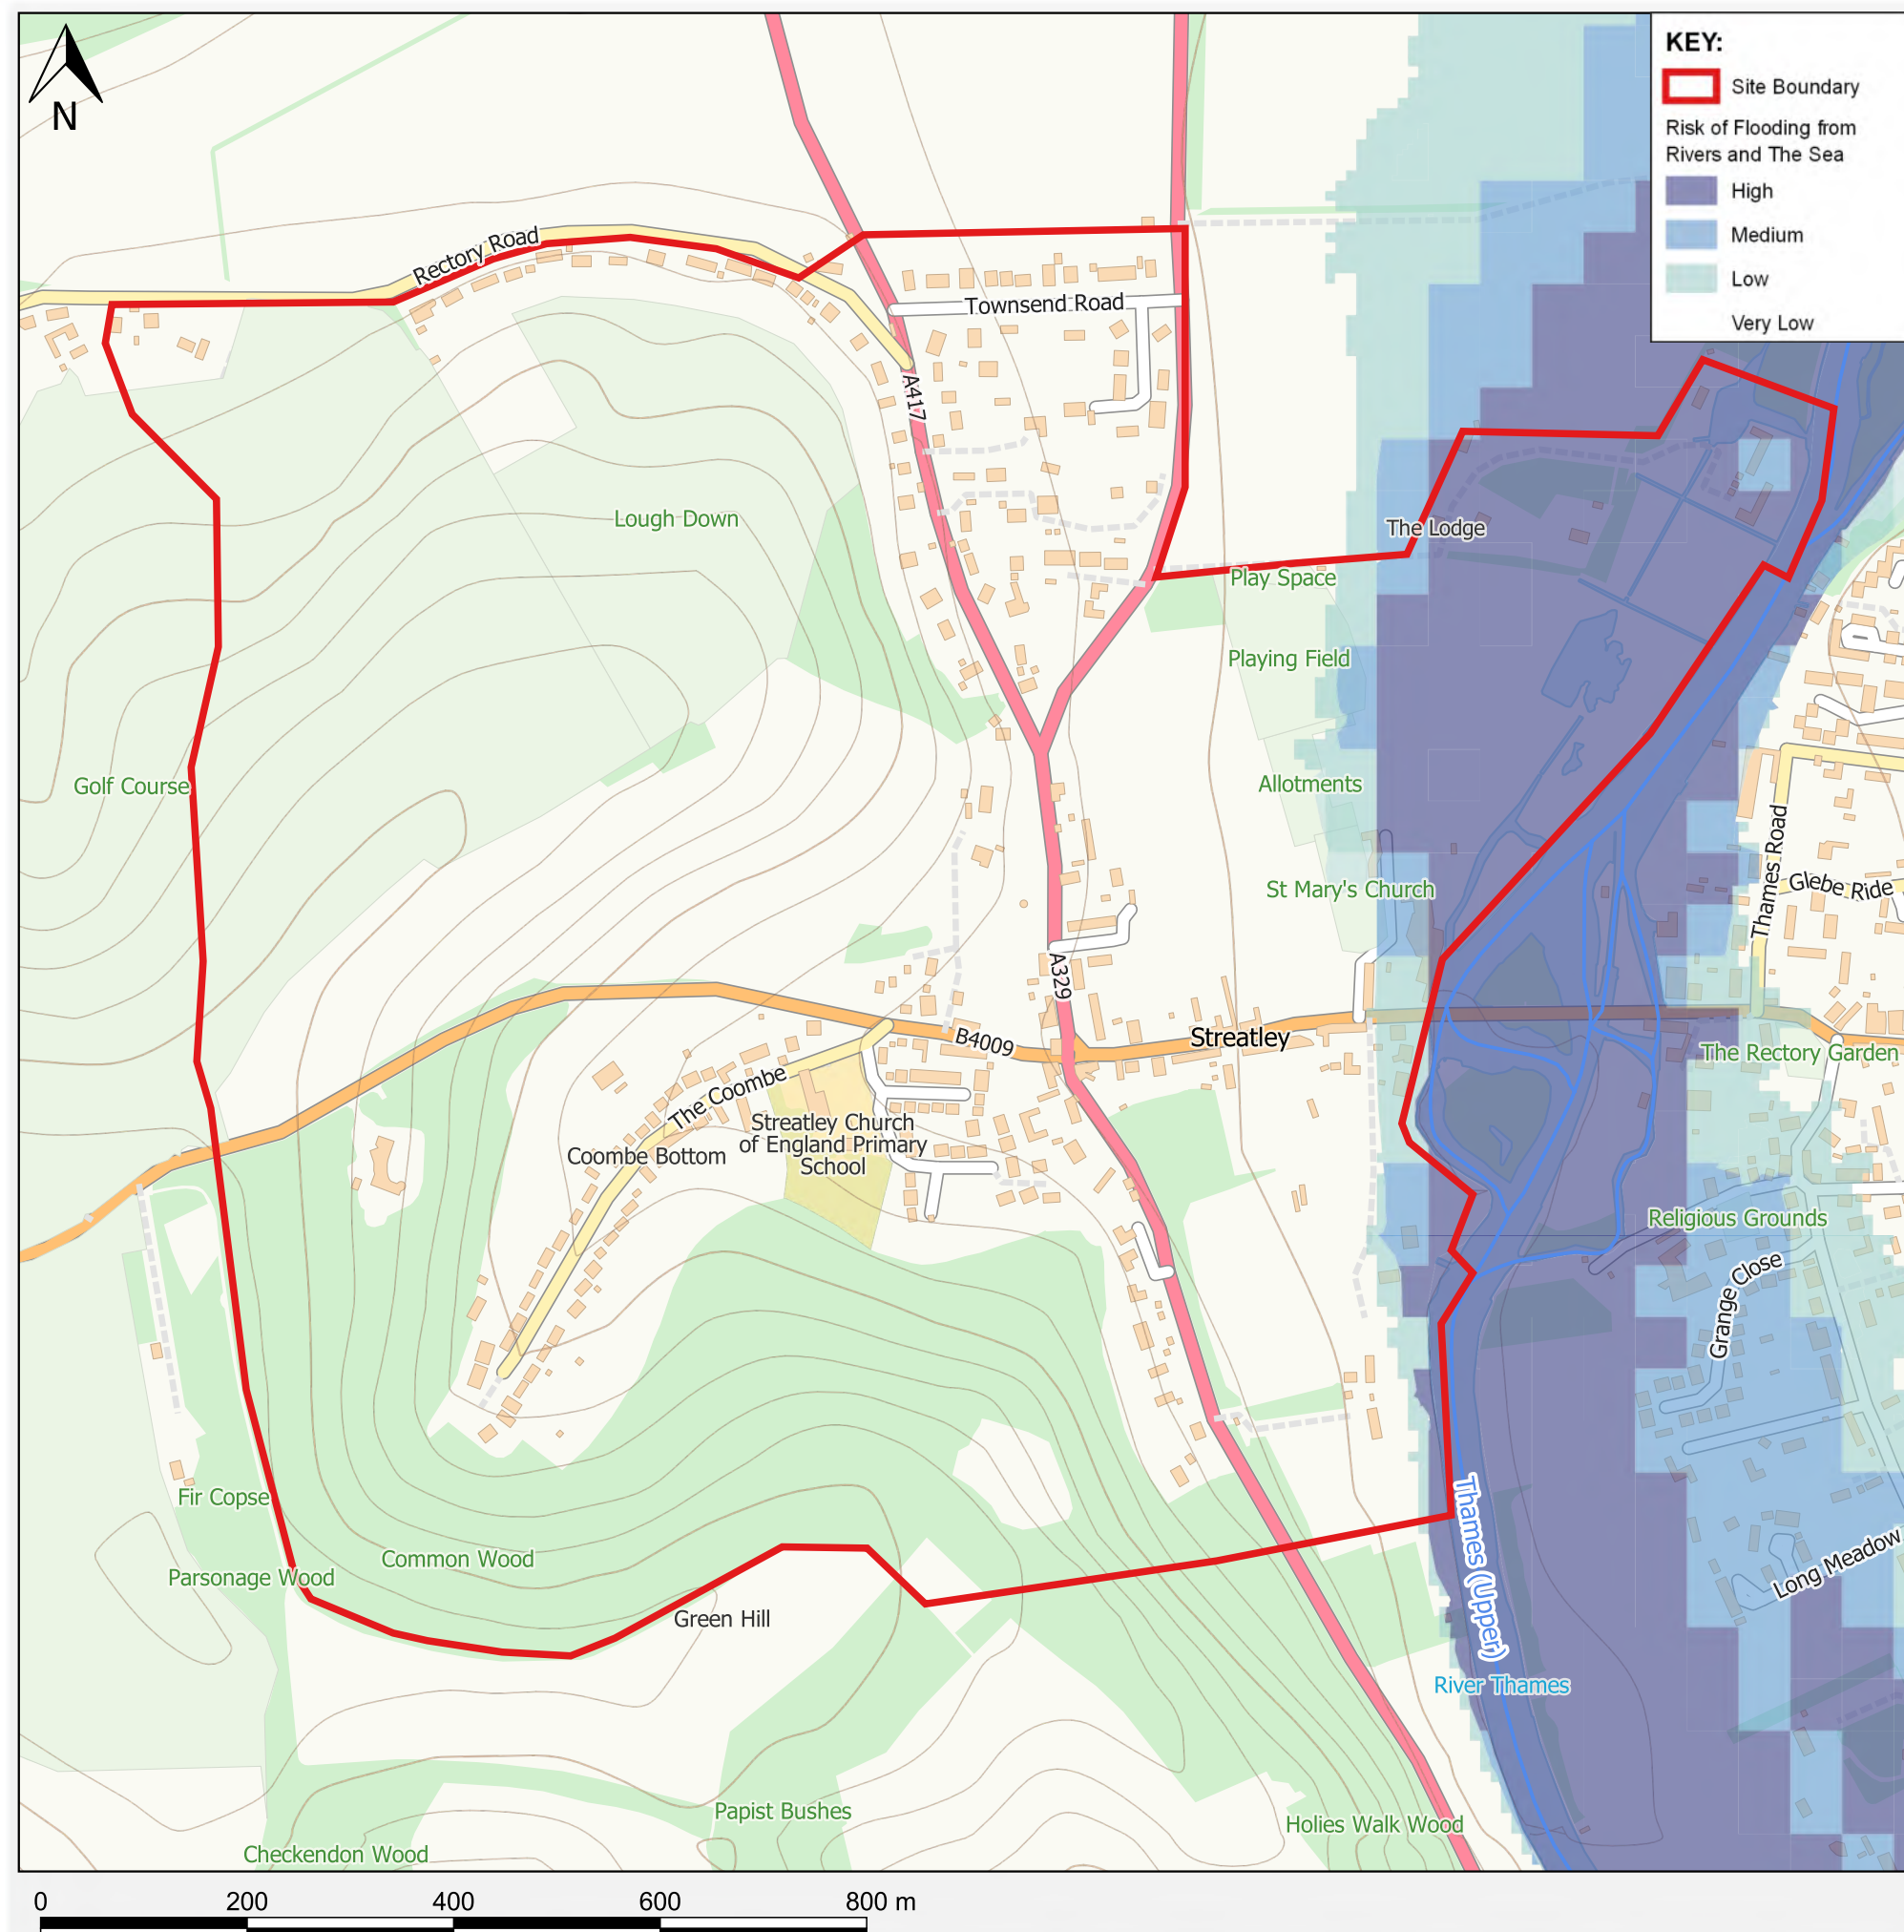 N
KEY:
Site Boundary
Risk of Flooding from
Rivers and The Sea
High
Medium
Low
Very Low
Rectory Road
Townsend Road
A417
Lough Down
The Lodge
Play Space
Playing Field
Golf Course
Allotments
Thames Road
St Mary's Church
Glebe Ride
A329
B4009
Streatley
The Rectory Garden
The Coombe
Streatley Church
of England Primary
School
Coombe Bottom
Religious Grounds
Grange Close
Fir Copse
Common Wood
Parsonage Wood
Green Hill
Thames (Upper)
Long Meadow
River Thames
Papist Bushes
Holies Walk Wood
Checkendon Wood
0 200 400 600 800 m